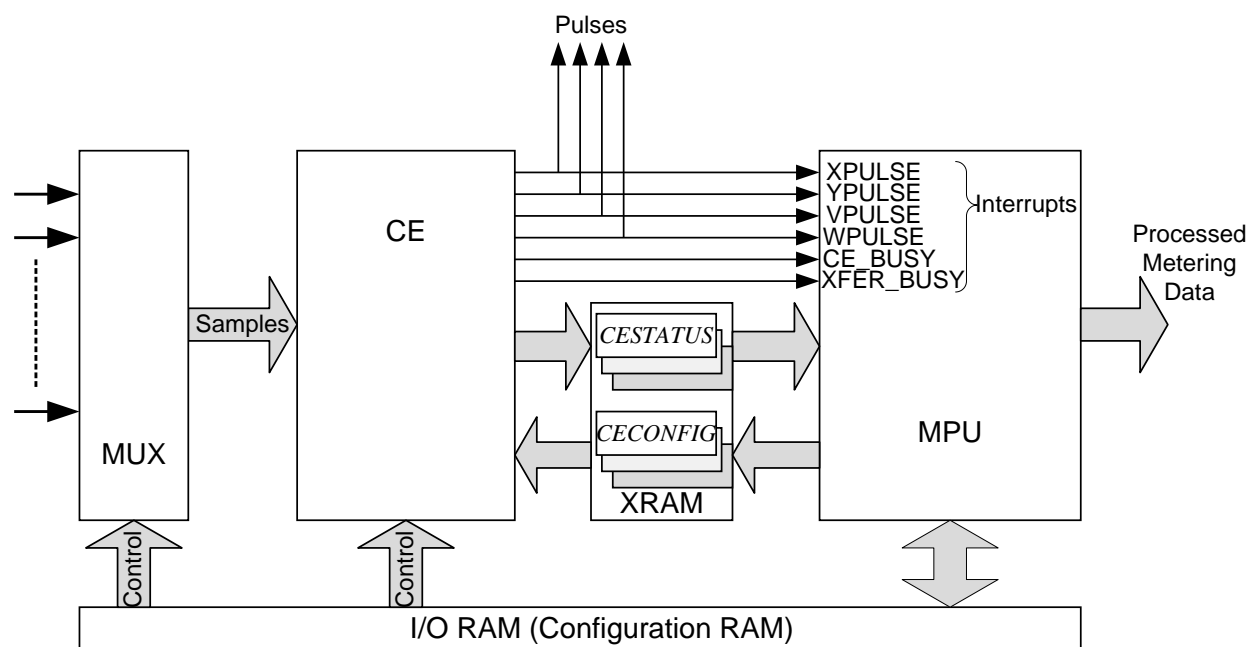 Pulses
XPULSE
YPULSE
VPULSE
WPULSE
CE_BUSY
XFER_BUSY
Interrupts
CE
Processed
Metering
Data
Samples
CESTATUS
CECONFIG
MUX
XRAM
MPU
Control
Control
I/O RAM (Configuration RAM)